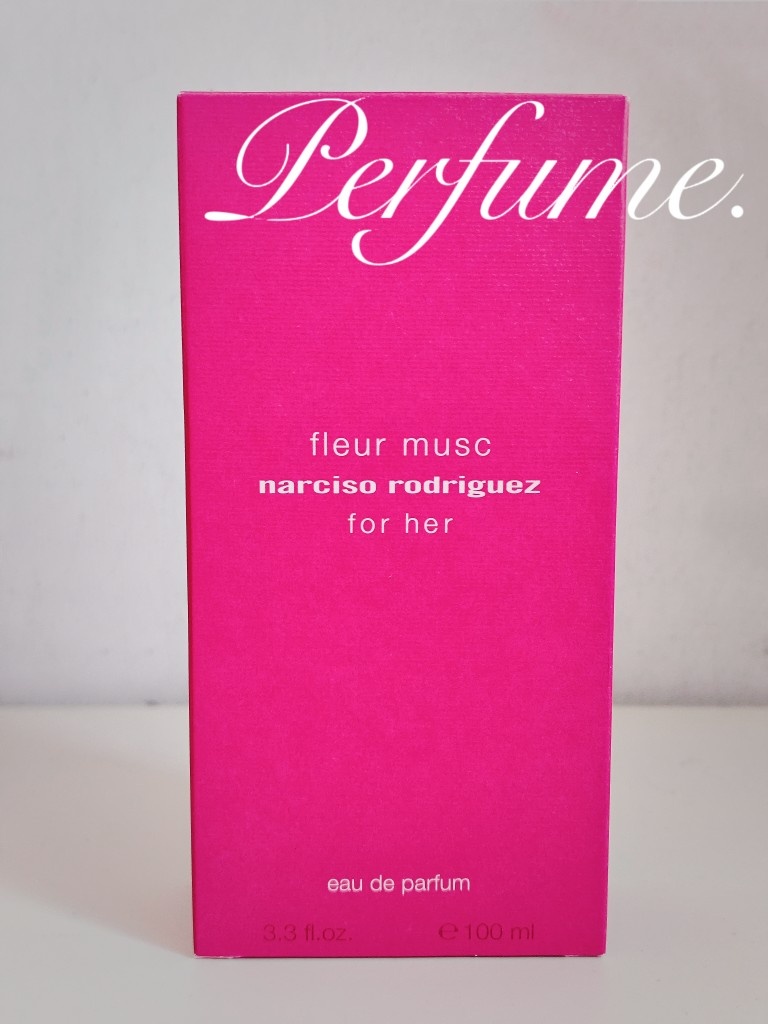 Perfume.
fleur musc
narciso rodriguez
for her
eau de parfum
3.3 fl.oz. ℮ 100 ml